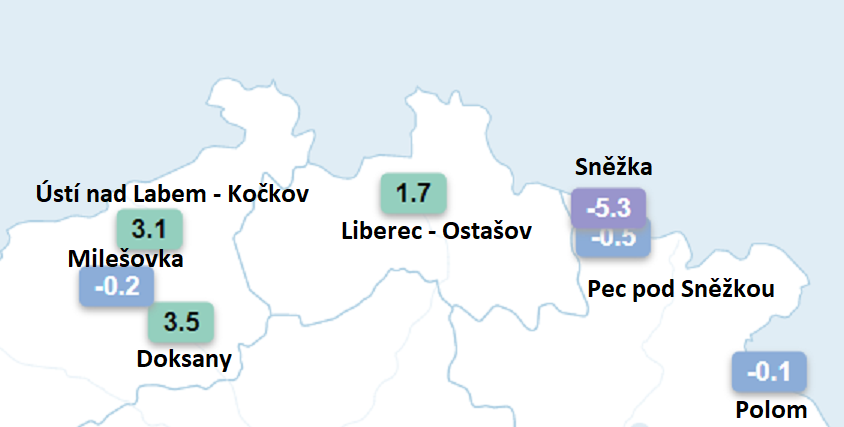 Sněžka
Ústí nad Labem - Kočkov
1.7
-5.3
3.1
Liberec - Ostašov
-0.5
Milešovka
-0.2
Pec pod Sněžkou
3.5
Doksany
-0.1
Polom